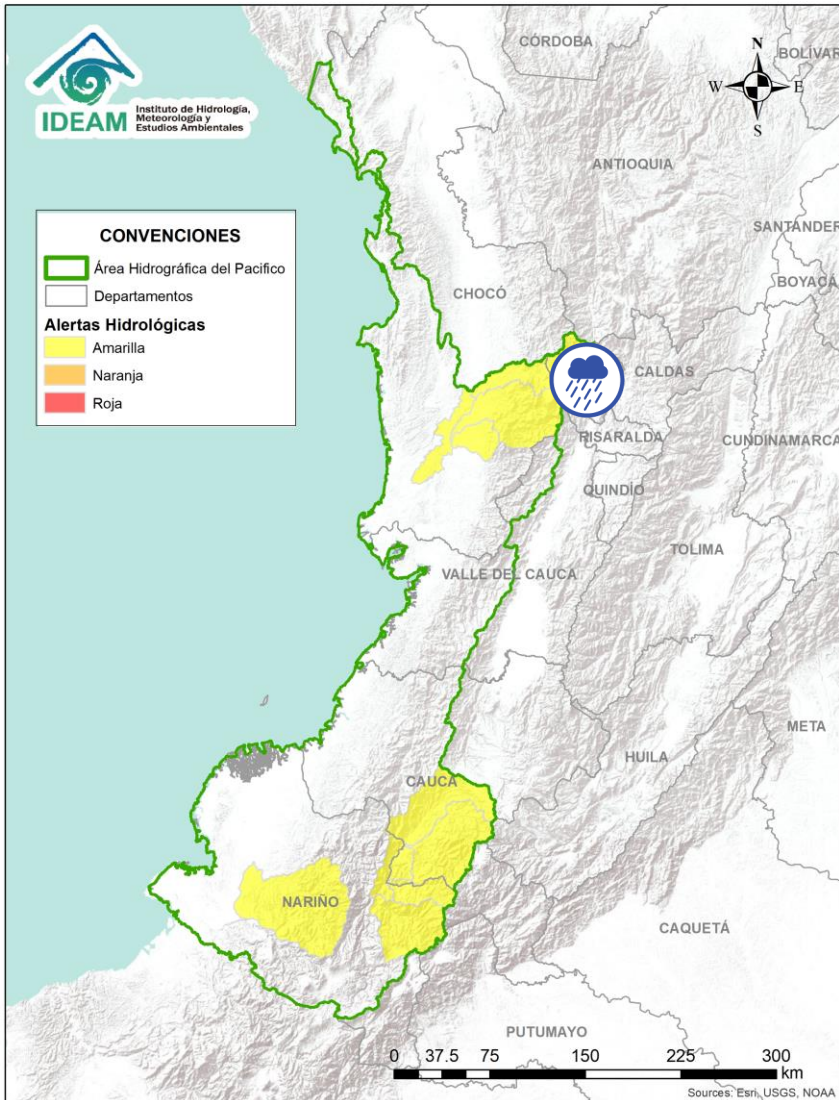 IDEAM
Instituto de Hidrología,
Meteorología y
Estudios Ambientales
N
W
E
S
CÓRDOBA
BOLÍVAR
ANTIOQUIA
SANTANDER
BOYACÁ
CHOCÓ
CALDAS
RISARALDA
CUNDINAMARCA
QUINDÍO
TOLIMA
VALLE DEL CAUCA
META
HUILA
CAUCA
NARIÑO
CAQUETÁ
PUTUMAYO
CONVENCIONES
Área Hidrográfica del Pacifico
Departamentos
Alertas Hidrológicas
Amarilla
Naranja
Roja
0 37.5 75 150 225 300
km
Sources: Esri, USGS, NOAA